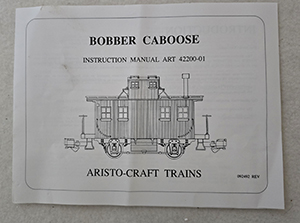 BOBBER CABOOSE
INSTRUCTION MANUAL ART 42200-01
ARISTO-CRAFT TRAINS